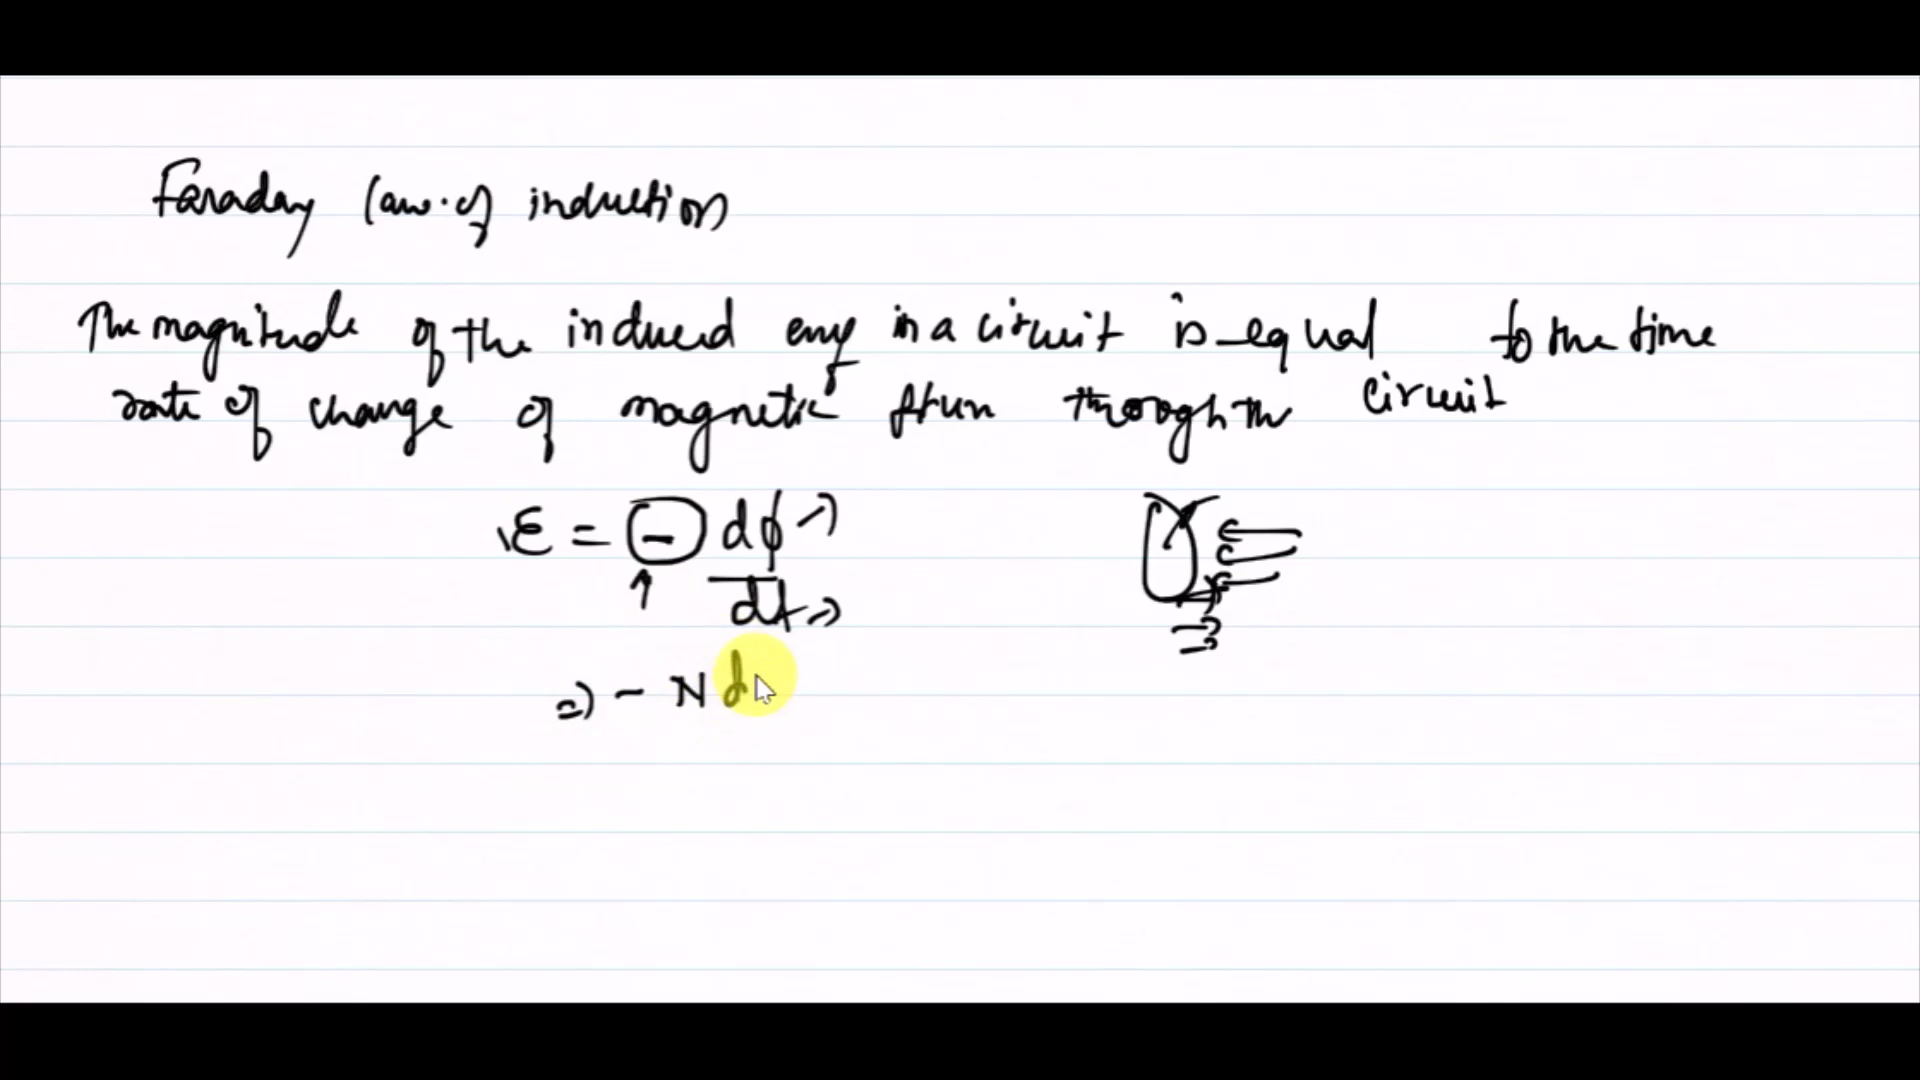 Faraday law of induction
The magnitude of the induced emf in a circuit is equal to the time
rate of change of magnetic flux through the circuit
ε = - dφ
dt
=> - N d